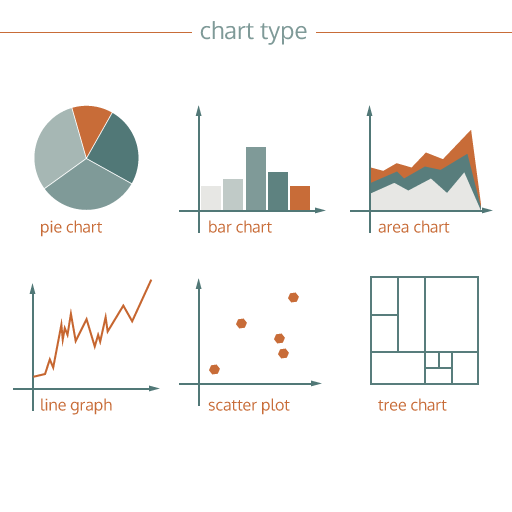 chart type
pie chart
bar chart
area chart
line graph
scatter plot
tree chart